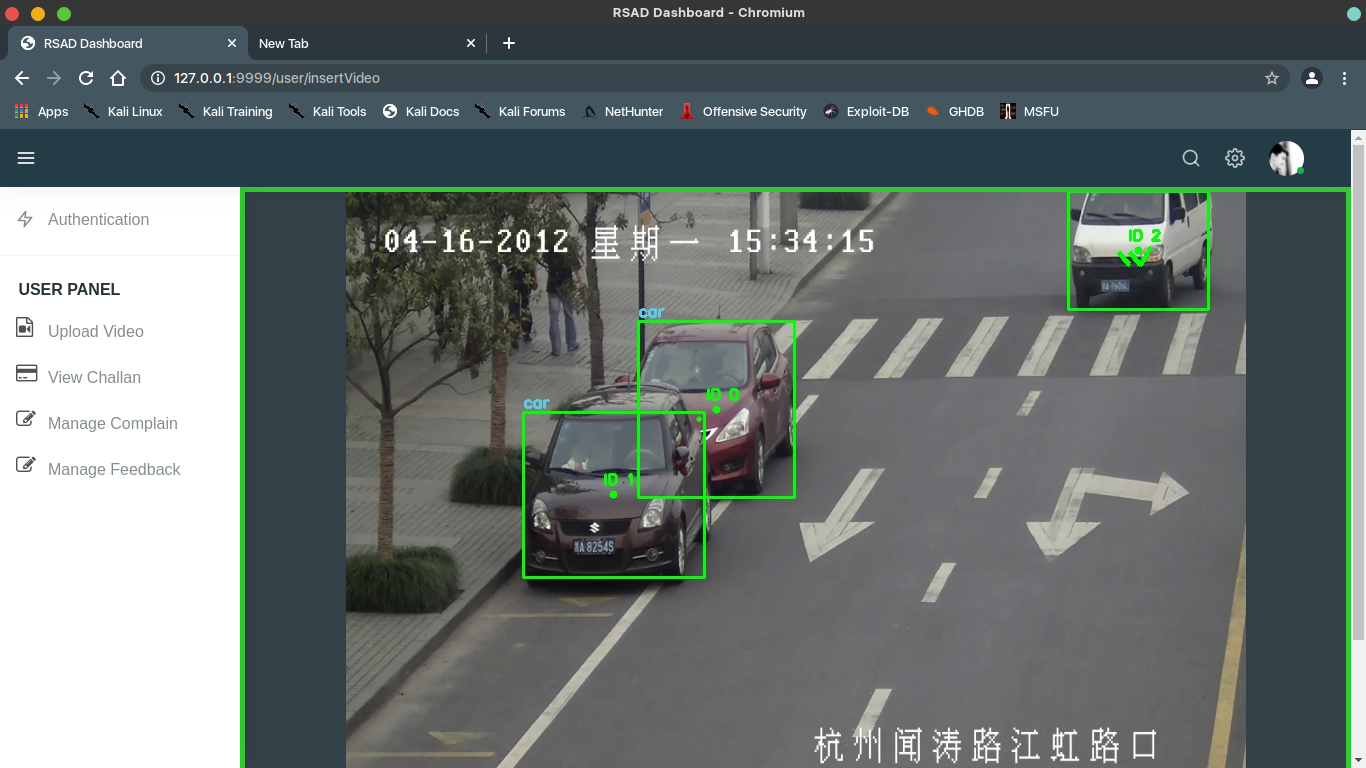 RSAD Dashboard - Chromium
RSAD Dashboard
New Tab
127.0.0.1:9999/user/insertVideo
Apps Kali Linux Kali Training Kali Tools Kali Docs Kali Forums NetHunter Offensive Security Exploit-DB GHDB MSFU
Authentication
USER PANEL
Upload Video
View Challan
Manage Complain
Manage Feedback
04-16-2012 星期一 15:34:15
ID 2
car
ID 0
car
ID 1
A 8254S
杭州闻涛路江虹路口